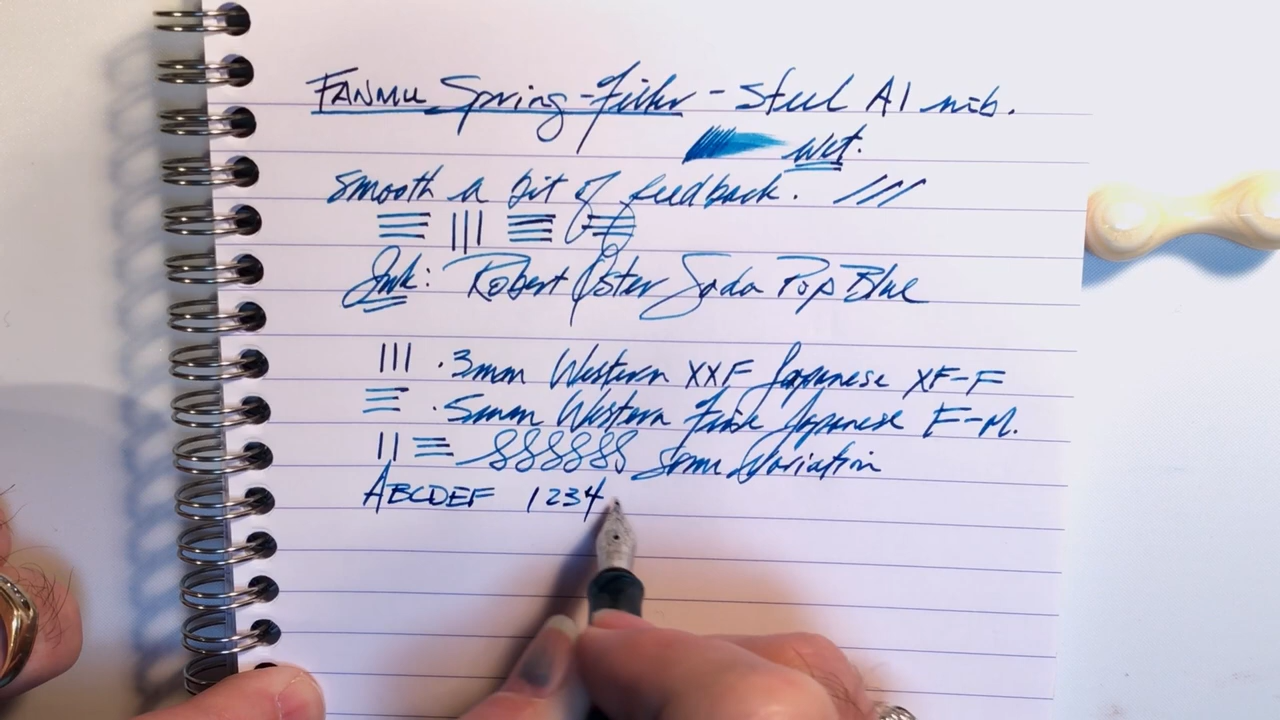 FANMU Spring-Filler - Steel A1 nib.
wet.
Smooth a bit of feedback.
Ink: Robert Oster Soda Pop Blue
.3mm Western XXF Japanese XF-F
.5mm Western Fine Japanese F-M.
Some Variation
ABCDEF 1234